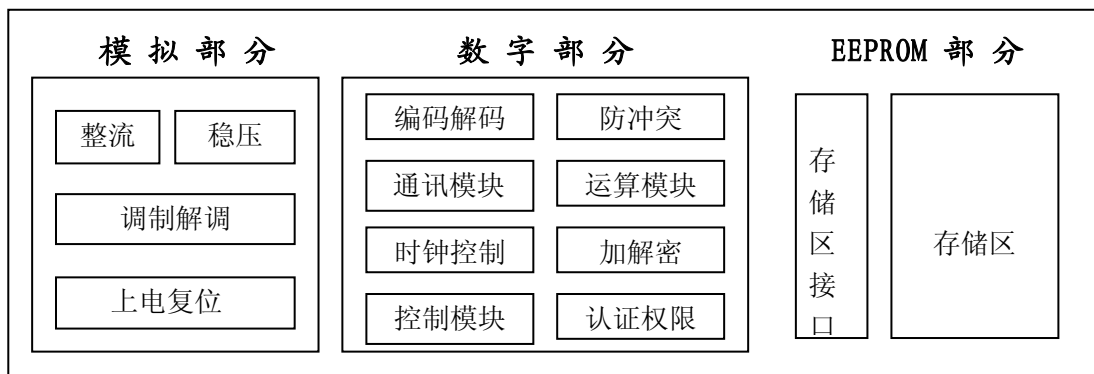 模拟部分
整流
稳压
调制解调
上电复位
数字部分
编码解码
防冲突
通讯模块
运算模块
时钟控制
加解密
控制模块
认证权限
EEPROM 部分
存储区接口
存储区